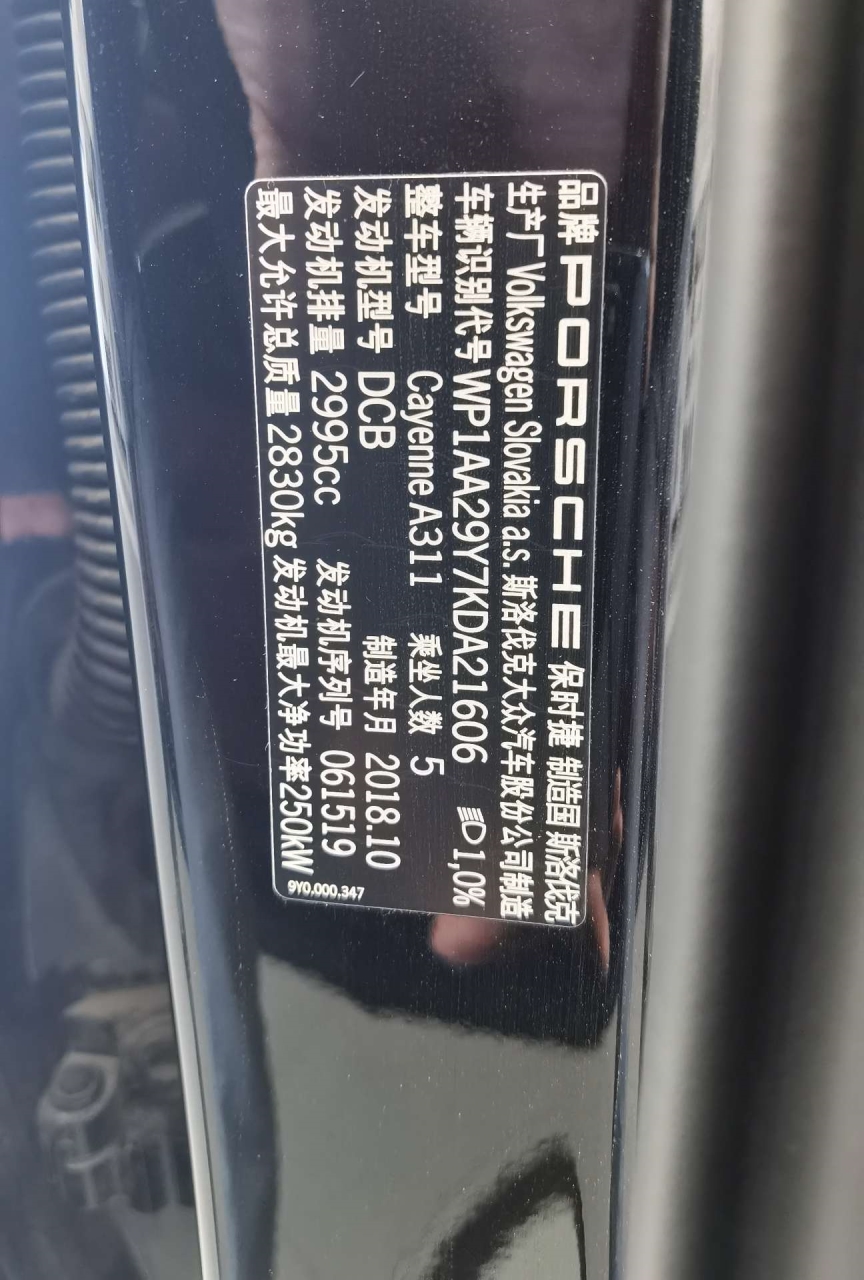 品牌 PORSCHE 保时捷 制造国 斯洛伐克
生产厂 Volkswagen Slovakia a.s. 斯洛伐克大众汽车股份公司制造
车辆识别代号 WP1AA29Y7KDA21606 1,0%
整车型号 Cayenne A311 乘坐人数 5
发动机型号 DCB 制造年月 2018.10
发动机排量 2995cc 发动机序列号 061519
最大允许总质量 2830kg 发动机最大净功率 250kW
9Y0.000.347